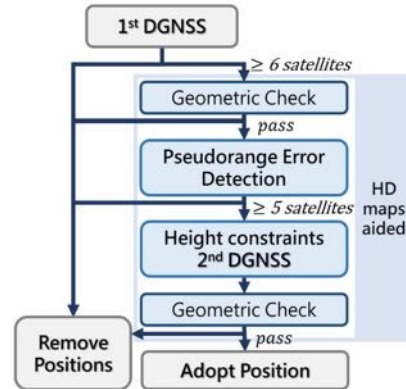 1st DGNSS
≥ 6 satellites
Geometric Check
pass
Pseudorange Error
Detection
≥ 5 satellites
HD
maps
aided
Height constraints
2nd DGNSS
Geometric Check
pass
Remove
Positions
Adopt Position